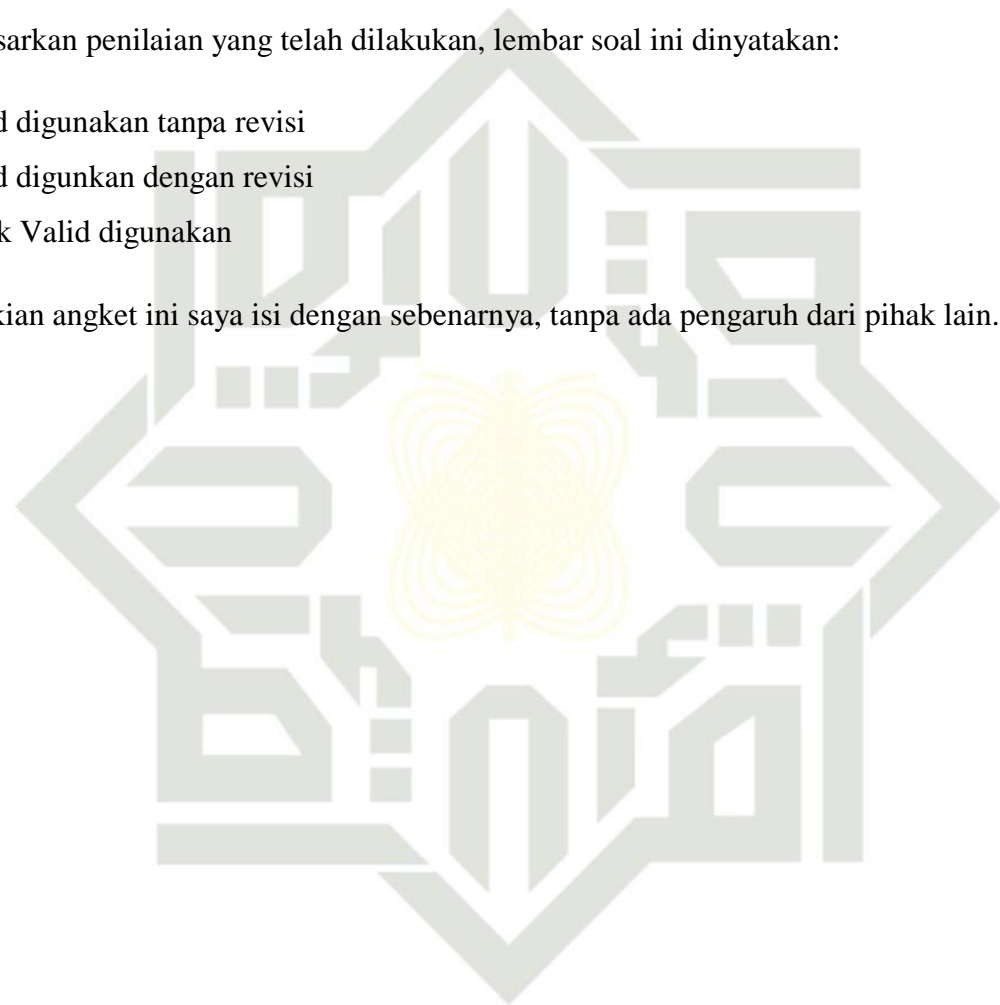 sarkan penilaian yang telah dilakukan, lembar soal ini dinyatakan:
d digunakan tanpa revisi
d digunkan dengan revisi
k Valid digunakan
kian angket ini saya isi dengan sebenarnya, tanpa ada pengaruh dari pihak lain.